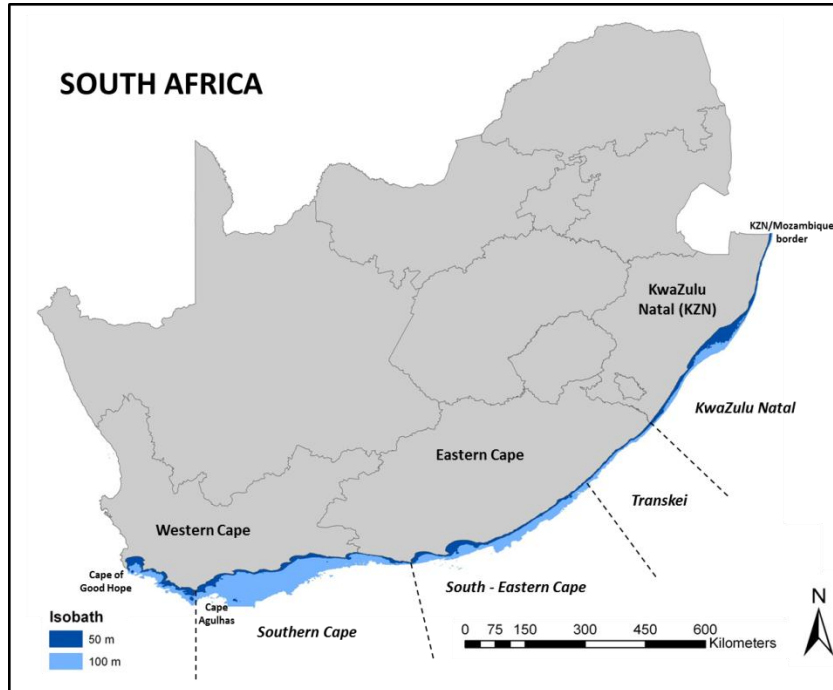 SOUTH AFRICA
KZN/Mozambique
border
KwaZulu
Natal (KZN)
KwaZulu Natal
Eastern Cape
Transkei
Western Cape
Cape of
Good Hope
South - Eastern Cape
Cape
Agulhas
Southern Cape
Isobath
50 m
100 m
N
0 75 150 300 450 600
Kilometers